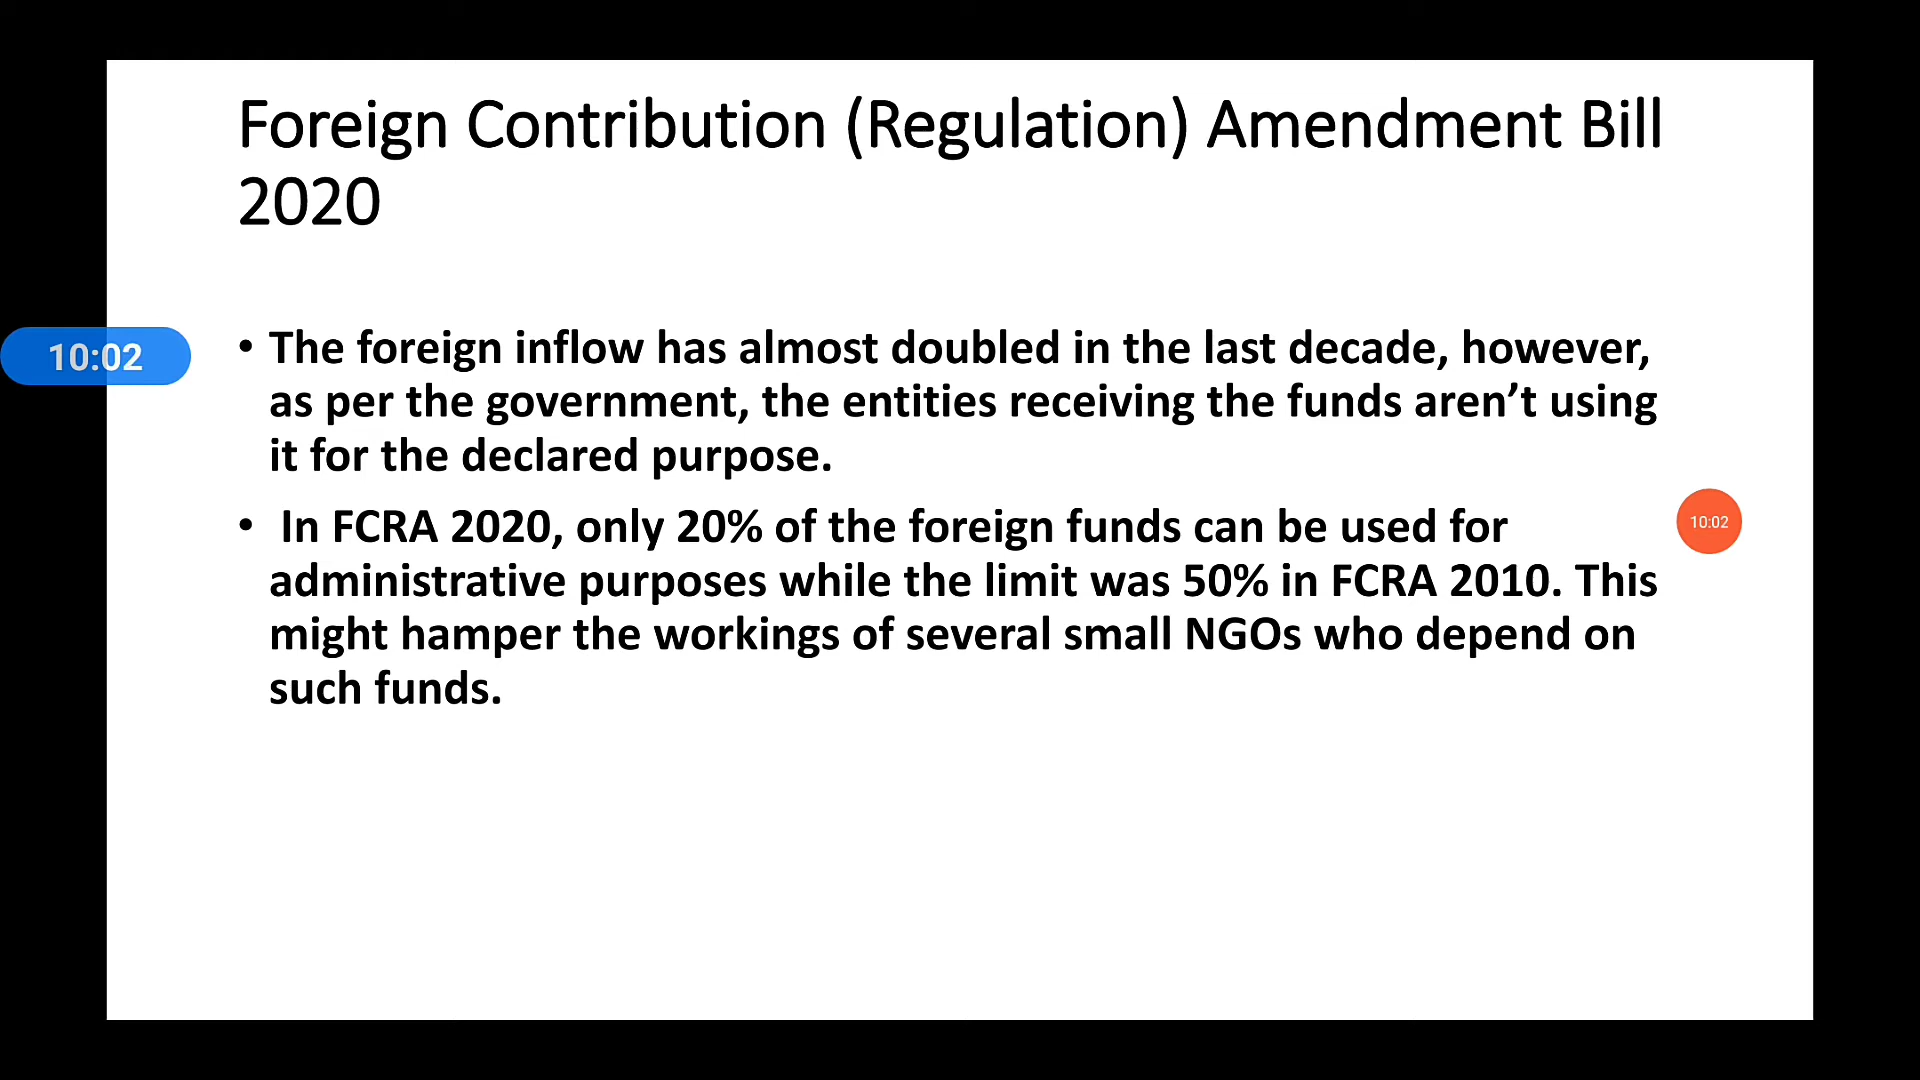 Foreign Contribution (Regulation) Amendment Bill
2020
10:02
• The foreign inflow has almost doubled in the last decade, however,
as per the government, the entities receiving the funds aren’t using
it for the declared purpose.
• In FCRA 2020, only 20% of the foreign funds can be used for
10:02
administrative purposes while the limit was 50% in FCRA 2010. This
might hamper the workings of several small NGOs who depend on
such funds.